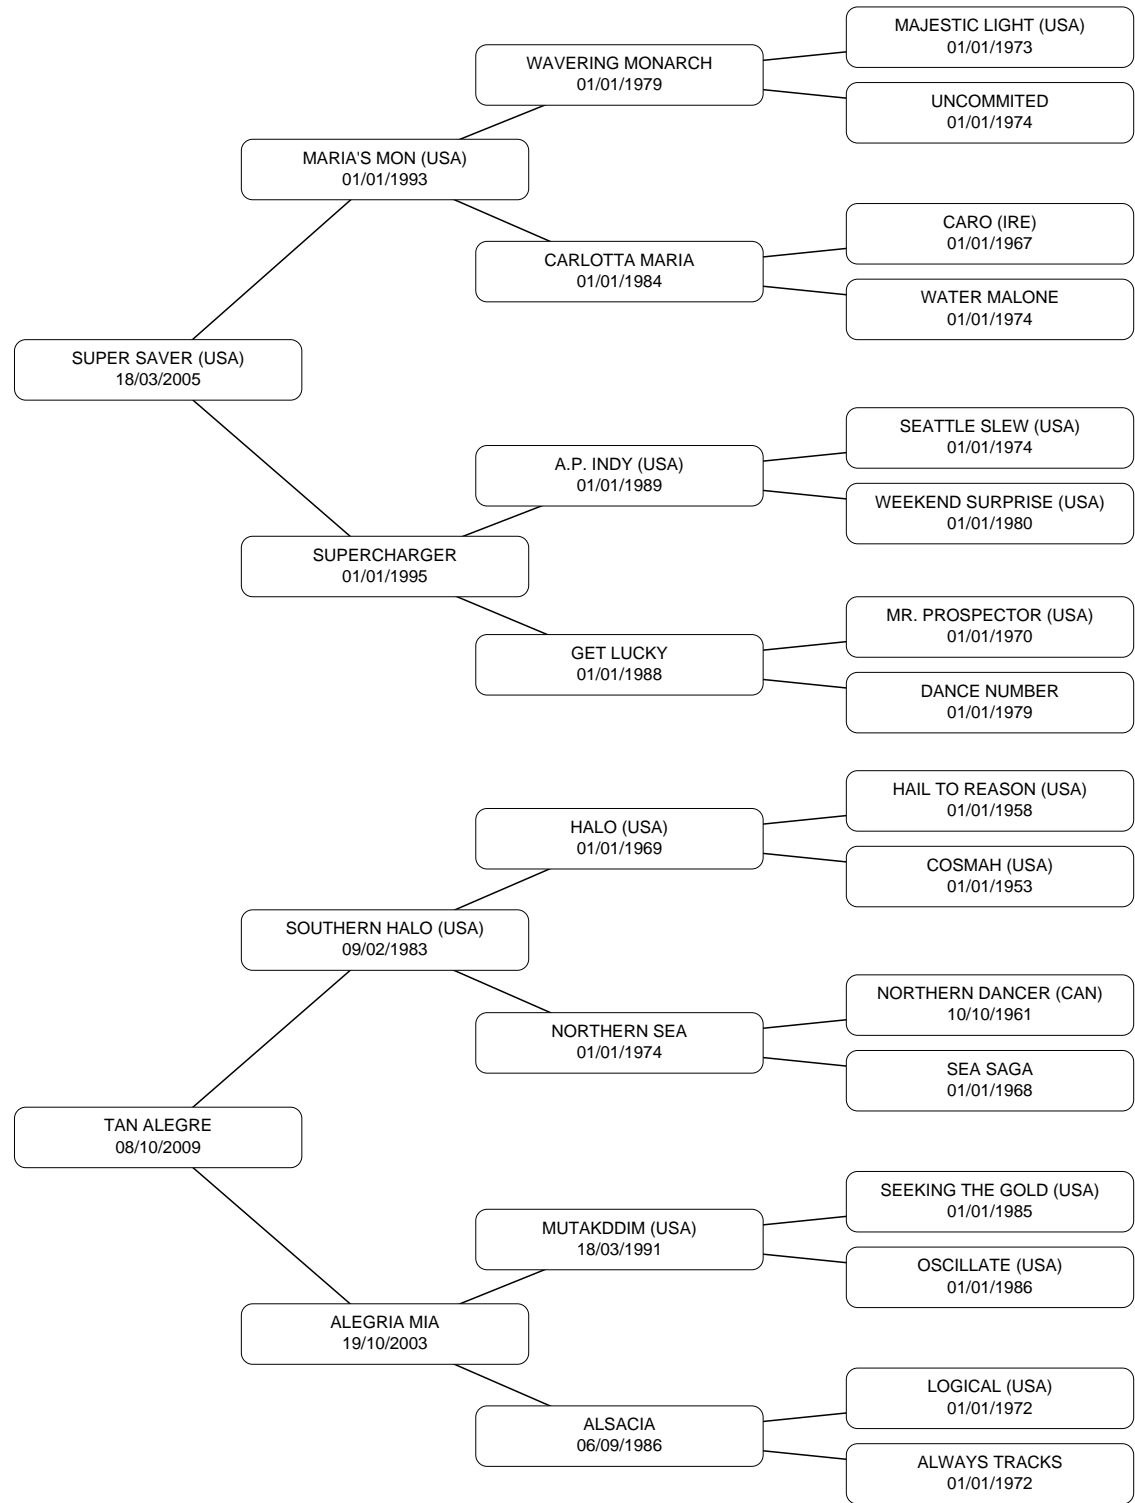 MAJESTIC LIGHT (USA)
01/01/1973
WAVERING MONARCH
01/01/1979
UNCOMMITED
01/01/1974
MARIA'S MON (USA)
01/01/1993
CARO (IRE)
01/01/1967
CARLOTTA MARIA
01/01/1984
WATER MALONE
01/01/1974
SUPER SAVER (USA)
18/03/2005
SEATTLE SLEW (USA)
01/01/1974
A.P. INDY (USA)
01/01/1989
WEEKEND SURPRISE (USA)
01/01/1980
SUPERCHARGER
01/01/1995
MR. PROSPECTOR (USA)
01/01/1970
GET LUCKY
01/01/1988
DANCE NUMBER
01/01/1979
HAIL TO REASON (USA)
01/01/1958
HALO (USA)
01/01/1969
COSMAH (USA)
01/01/1953
SOUTHERN HALO (USA)
09/02/1983
NORTHERN DANCER (CAN)
10/10/1961
NORTHERN SEA
01/01/1974
SEA SAGA
01/01/1968
TAN ALEGRE
08/10/2009
SEEKING THE GOLD (USA)
01/01/1985
MUTAKDDIM (USA)
18/03/1991
OSCILLATE (USA)
01/01/1986
ALEGRIA MIA
19/10/2003
LOGICAL (USA)
01/01/1972
ALSACIA
06/09/1986
ALWAYS TRACKS
01/01/1972